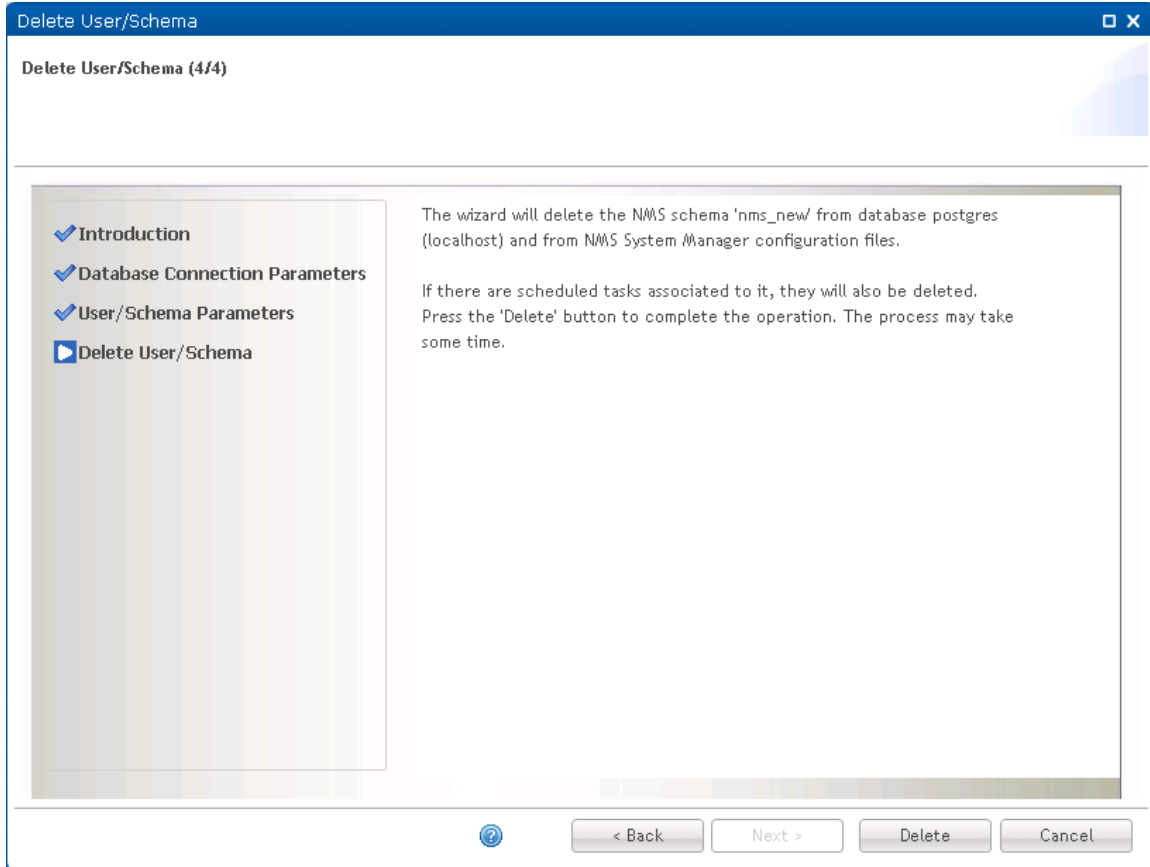 Delete User/Schema
Delete User/Schema (4/4)
Introduction
Database Connection Parameters
User/Schema Parameters
Delete User/Schema
The wizard will delete the NMS schema 'nms_new' from database postgres
(localhost) and from NMS System Manager configuration files.
If there are scheduled tasks associated to it, they will also be deleted.
Press the 'Delete' button to complete the operation. The process may take
some time.
?
< Back
Next >
Delete
Cancel